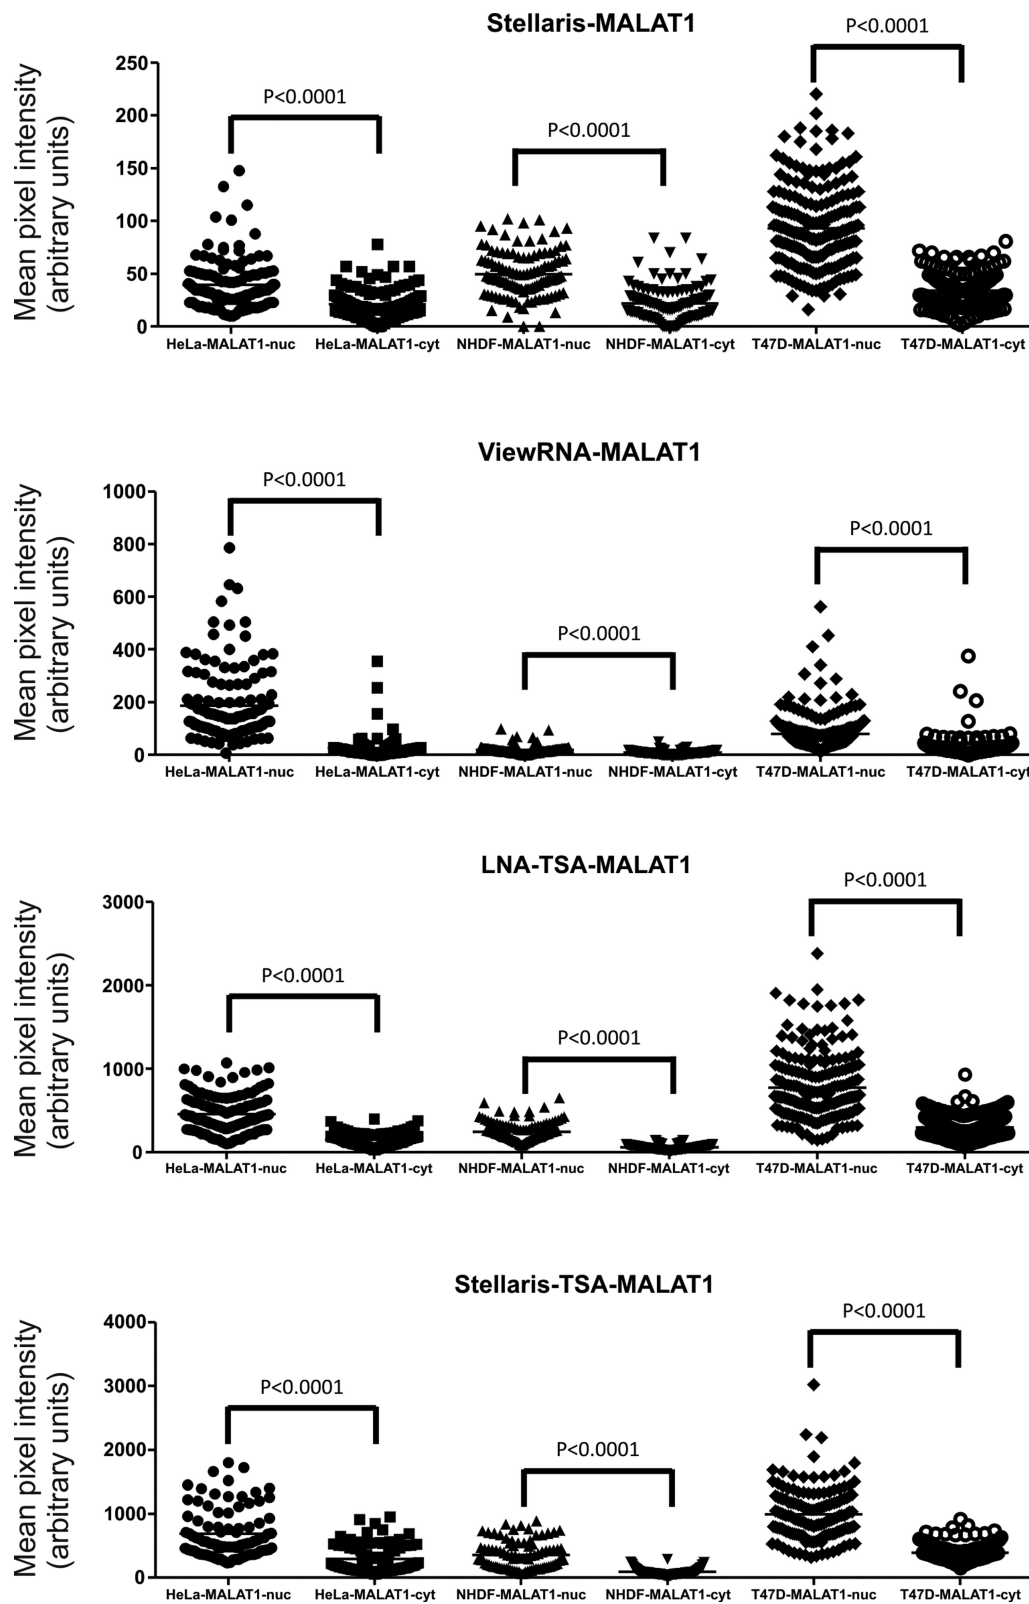 Stellaris-MALAT1
P<0.0001
P<0.0001
P<0.0001
Mean pixel intensity
(arbitrary units)
250
200
150
100
50
0
HeLa-MALAT1-nuc HeLa-MALAT1-cyt NHDF-MALAT1-nuc NHDF-MALAT1-cyt T47D-MALAT1-nuc T47D-MALAT1-cyt
ViewRNA-MALAT1
P<0.0001
P<0.0001
P<0.0001
Mean pixel intensity
(arbitrary units)
1000
800
600
400
200
0
HeLa-MALAT1-nuc HeLa-MALAT1-cyt NHDF-MALAT1-nuc NHDF-MALAT1-cyt T47D-MALAT1-nuc T47D-MALAT1-cyt
LNA-TSA-MALAT1
P<0.0001
P<0.0001
P<0.0001
Mean pixel intensity
(arbitrary units)
3000
2000
1000
0
HeLa-MALAT1-nuc HeLa-MALAT1-cyt NHDF-MALAT1-nuc NHDF-MALAT1-cyt T47D-MALAT1-nuc T47D-MALAT1-cyt
Stellaris-TSA-MALAT1
P<0.0001
P<0.0001
P<0.0001
Mean pixel intensity
(arbitrary units)
4000
3000
2000
1000
0
HeLa-MALAT1-nuc HeLa-MALAT1-cyt NHDF-MALAT1-nuc NHDF-MALAT1-cyt T47D-MALAT1-nuc T47D-MALAT1-cyt